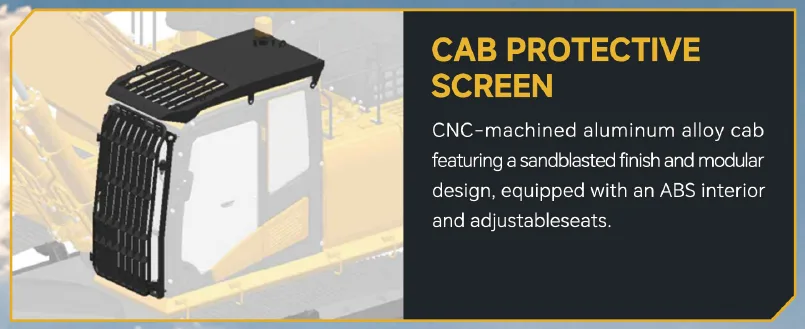 CAB PROTECTIVE
SCREEN
CNC-machined aluminum alloy cab
featuring a sandblasted finish and modular
design, equipped with an ABS interior
and adjustableseats.